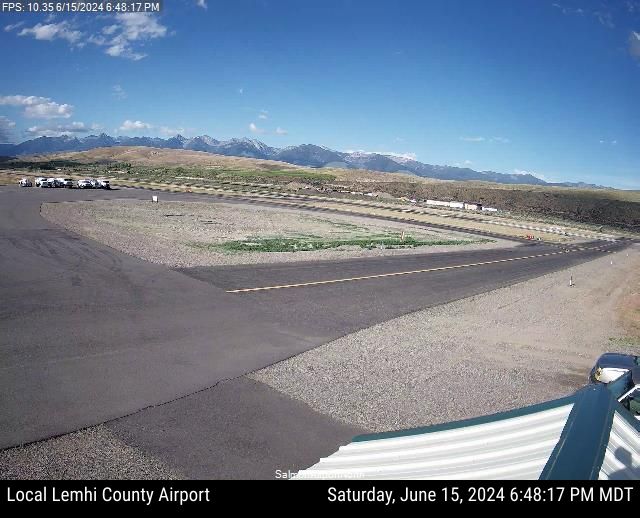 FPS: 10.35 6/15/2024 6:48:17 PM
Local Lemhi County Airport
Saturday, June 15, 2024 6:48:17 PM MDT